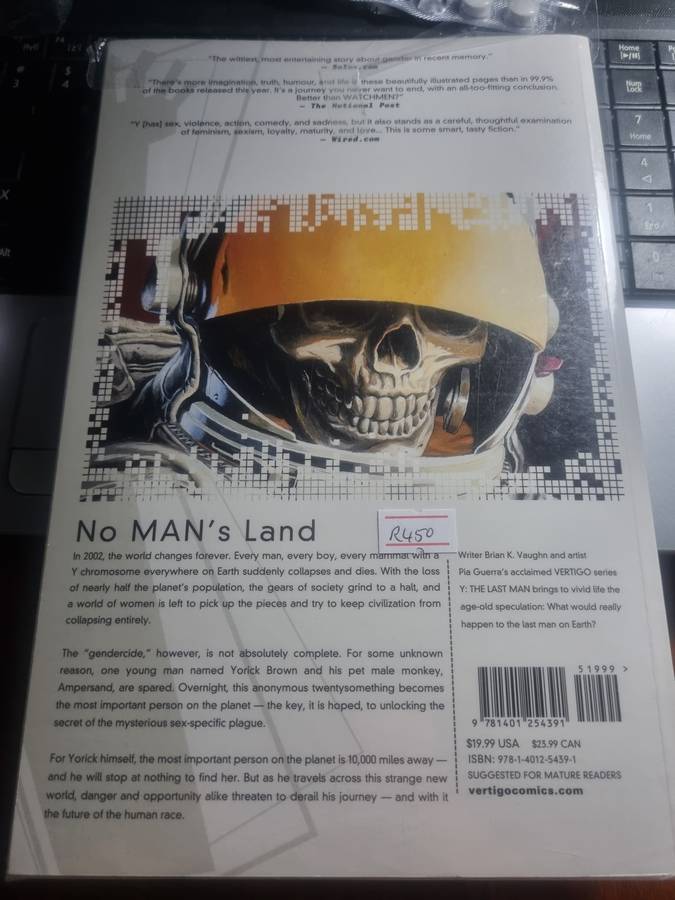 "The wittiest, most entertaining story about gender in recent memory."
— Salon.com
"There's more imagination, truth, humour, and life in these beautifully illustrated pages than in 99.9%
of the books released this year. It's a journey you never want to end, with an all-too-fitting conclusion.
Better than WATCHMEN?"
— The National Post
"Y [has] sex, violence, action, comedy, and sadness, but it also stands as a careful, thoughtful examination
of feminism, sexism, loyalty, maturity, and love... This is some smart, tasty fiction."
— Wired.com
No MAN's Land
R450
In 2002, the world changes forever. Every man, every boy, every mammal with a
Y chromosome everywhere on Earth suddenly collapses and dies. With the loss
of nearly half the planet's population, the gears of society grind to a halt, and
a world of women is left to pick up the pieces and try to keep civilization from
collapsing entirely.
The "gendercide," however, is not absolutely complete. For some unknown
reason, one young man named Yorick Brown and his pet male monkey,
Ampersand, are spared. Overnight, this anonymous twentysomething becomes
the most important person on the planet — the key, it is hoped, to unlocking the
secret of the mysterious sex-specific plague.
For Yorick himself, the most important person on the planet is 10,000 miles away —
and he will stop at nothing to find her. But as he travels across this strange new
world, danger and opportunity alike threaten to derail his journey — and with it
the future of the human race.
Writer Brian K. Vaughn and artist
Pia Guerra's acclaimed VERTIGO series
Y: THE LAST MAN brings to vivid life the
age-old speculation: What would really
happen to the last man on Earth?
51999 >
9 781401 254391
$19.99 USA $23.99 CAN
ISBN: 978-1-4012-5439-1
SUGGESTED FOR MATURE READERS
vertigocomics.com
Home
Num
Lock
7
Home
4
1
End
0
3
$
4
X
Alt